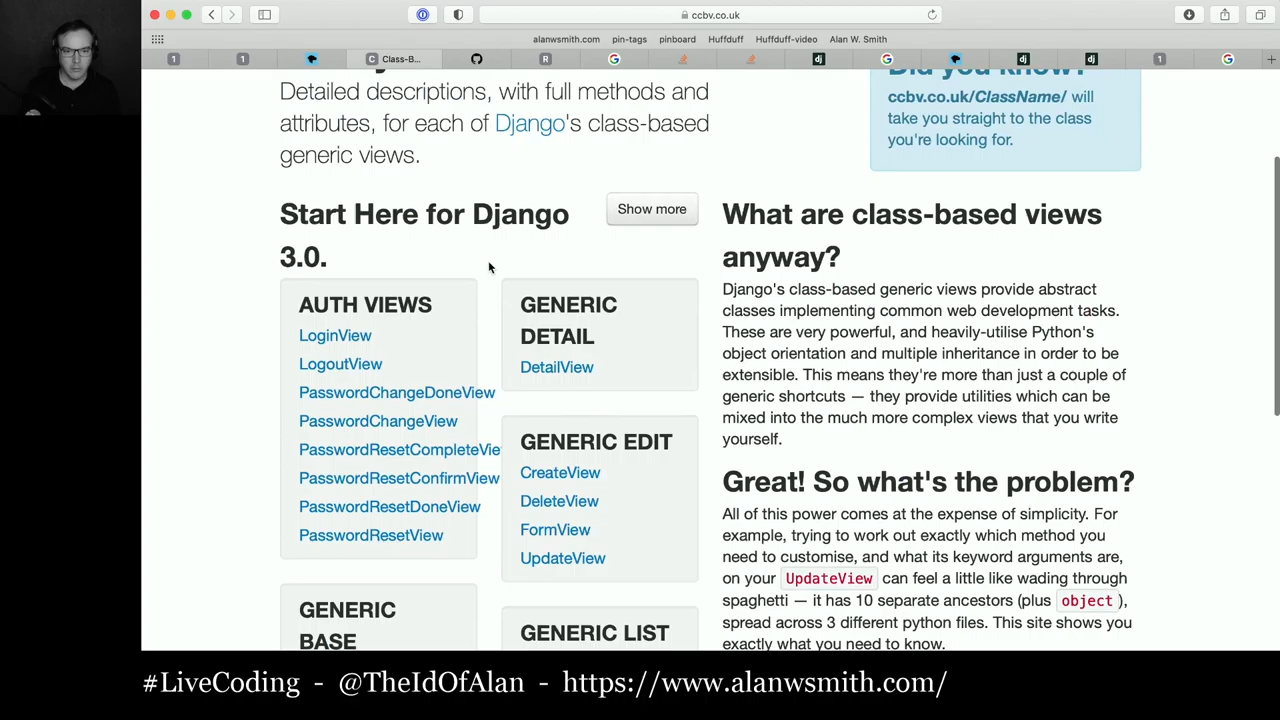 ccbv.co.uk
alanwsmith.com pin-tags pinboard Huffduff Huffduff-video Alan W. Smith
1 1 C Class-B... R dj dj dj 1
Detailed descriptions, with full methods and
attributes, for each of Django's class-based
generic views.
Did you know?
ccbv.co.uk/ClassName/ will
take you straight to the class
you're looking for.
Start Here for Django
3.0.
Show more
AUTH VIEWS
LoginView
LogoutView
PasswordChangeDoneView
PasswordChangeView
PasswordResetCompleteVie
PasswordResetConfirmView
PasswordResetDoneView
PasswordResetView
GENERIC
BASE
GENERIC
DETAIL
DetailView
GENERIC EDIT
CreateView
DeleteView
FormView
UpdateView
GENERIC LIST
What are class-based views
anyway?
Django's class-based generic views provide abstract
classes implementing common web development tasks.
These are very powerful, and heavily-utilise Python's
object orientation and multiple inheritance in order to be
extensible. This means they're more than just a couple of
generic shortcuts — they provide utilities which can be
mixed into the much more complex views that you write
yourself.
Great! So what's the problem?
All of this power comes at the expense of simplicity. For
example, trying to work out exactly which method you
need to customise, and what its keyword arguments are,
on your UpdateView can feel a little like wading through
spaghetti — it has 10 separate ancestors (plus object),
spread across 3 different python files. This site shows you
exactly what you need to know.
#LiveCoding - @TheIdOfAlan - https://www.alanwsmith.com/